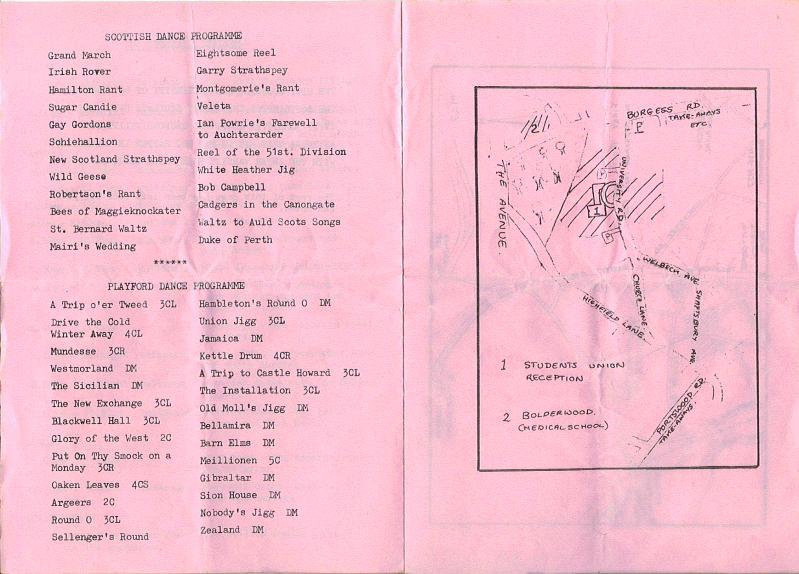 SCOTTISH DANCE PROGRAMME
Grand March
Irish Rover
Hamilton Rant
Sugar Candie
Gay Gordons
Schiehallion
New Scotland Strathspey
Wild Geese
Robertson's Rant
Bees of Maggieknockater
St. Bernard Waltz
Mairi's Wedding
Eightsome Reel
Garry Strathspey
Montgomerie's Rant
Veleta
Ian Powrie's Farewell
to Auchterarder
Reel of the 51st. Division
White Heather Jig
Bob Campbell
Cadgers in the Canongate
Waltz to Auld Scots Songs
Duke of Perth
******
PLAYFORD DANCE PROGRAMME
A Trip o'er Tweed 3CL
Drive the Cold
Winter Away 4CL
Mundesse 3CR
Westmorland DM
The Sicilian DM
The New Exchange 3CL
Blackwell Hall 3CL
Glory of the West 2C
Put On Thy Smock on a
Monday 3CR
Oaken Leaves 4CS
Argeers 2C
Round O 3CL
Sellenger's Round
Hambleton's Round O DM
Union Jigg 3CL
Jamaica DM
Kettle Drum 4CR
A Trip to Castle Howard 3CL
The Installation 3CL
Old Moll's Jigg DM
Bellamira DM
Barn Elms DM
Meillionen 5C
Gibraltar DM
Sion House DM
Nobody's Jigg DM
Zealand DM
BURGESS RD.
TAKE-AWAYS
ETC.
P
2
THE AVENUE.
UNIVERSITY RD.
P
1
P
WELBECK AVE
SHAFTSBURY AVE.
CHURCH LANE.
HIGHFIELD LANE.
PORTSWOOD RD.
TAKE-AWAYS.
1 STUDENTS UNION
RECEPTION
2 BOLDERWOOD.
(MEDICAL SCHOOL)